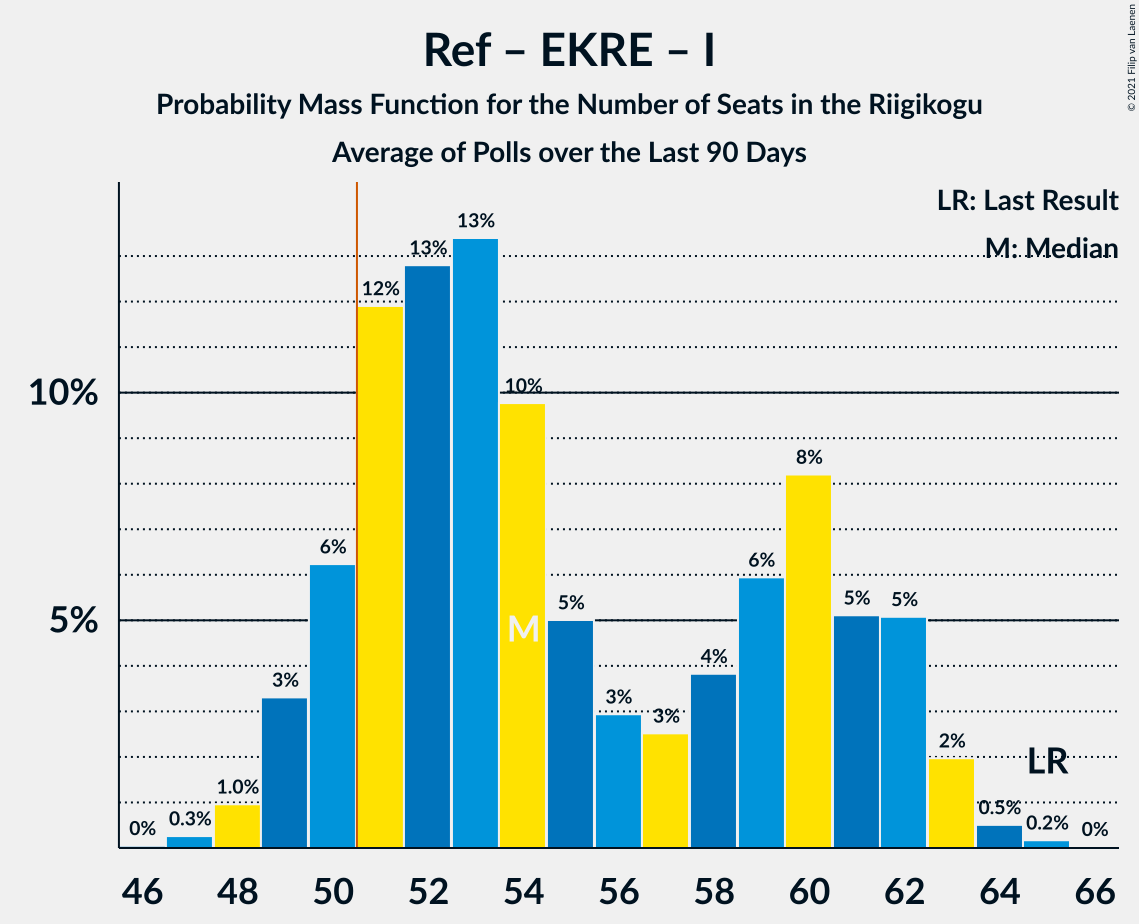 Ref – EKRE – I
Probability Mass Function for the Number of Seats in the Riigikogu
Average of Polls over the Last 90 Days
© 2021 Filip van Laenen
LR: Last Result
M: Median
10%
5%
0%
0.3%
1.0%
3%
6%
12%
13%
13%
10%
5%
3%
3%
4%
6%
8%
5%
5%
2%
0.5%
0.2%
0%
M
LR
46 48 50 52 54 56 58 60 62 64 66